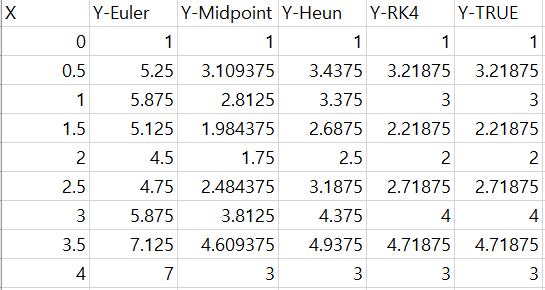 X Y-Euler Y-Midpoint Y-Heun Y-RK4 Y-TRUE
0 1 1 1 1 1
0.5 5.25 3.109375 3.4375 3.21875 3.21875
1 5.875 2.8125 3.375 3 3
1.5 5.125 1.984375 2.6875 2.21875 2.21875
2 4.5 1.75 2.5 2 2
2.5 4.75 2.484375 3.1875 2.71875 2.71875
3 5.875 3.8125 4.375 4 4
3.5 7.125 4.609375 4.9375 4.71875 4.71875
4 7 3 3 3 3